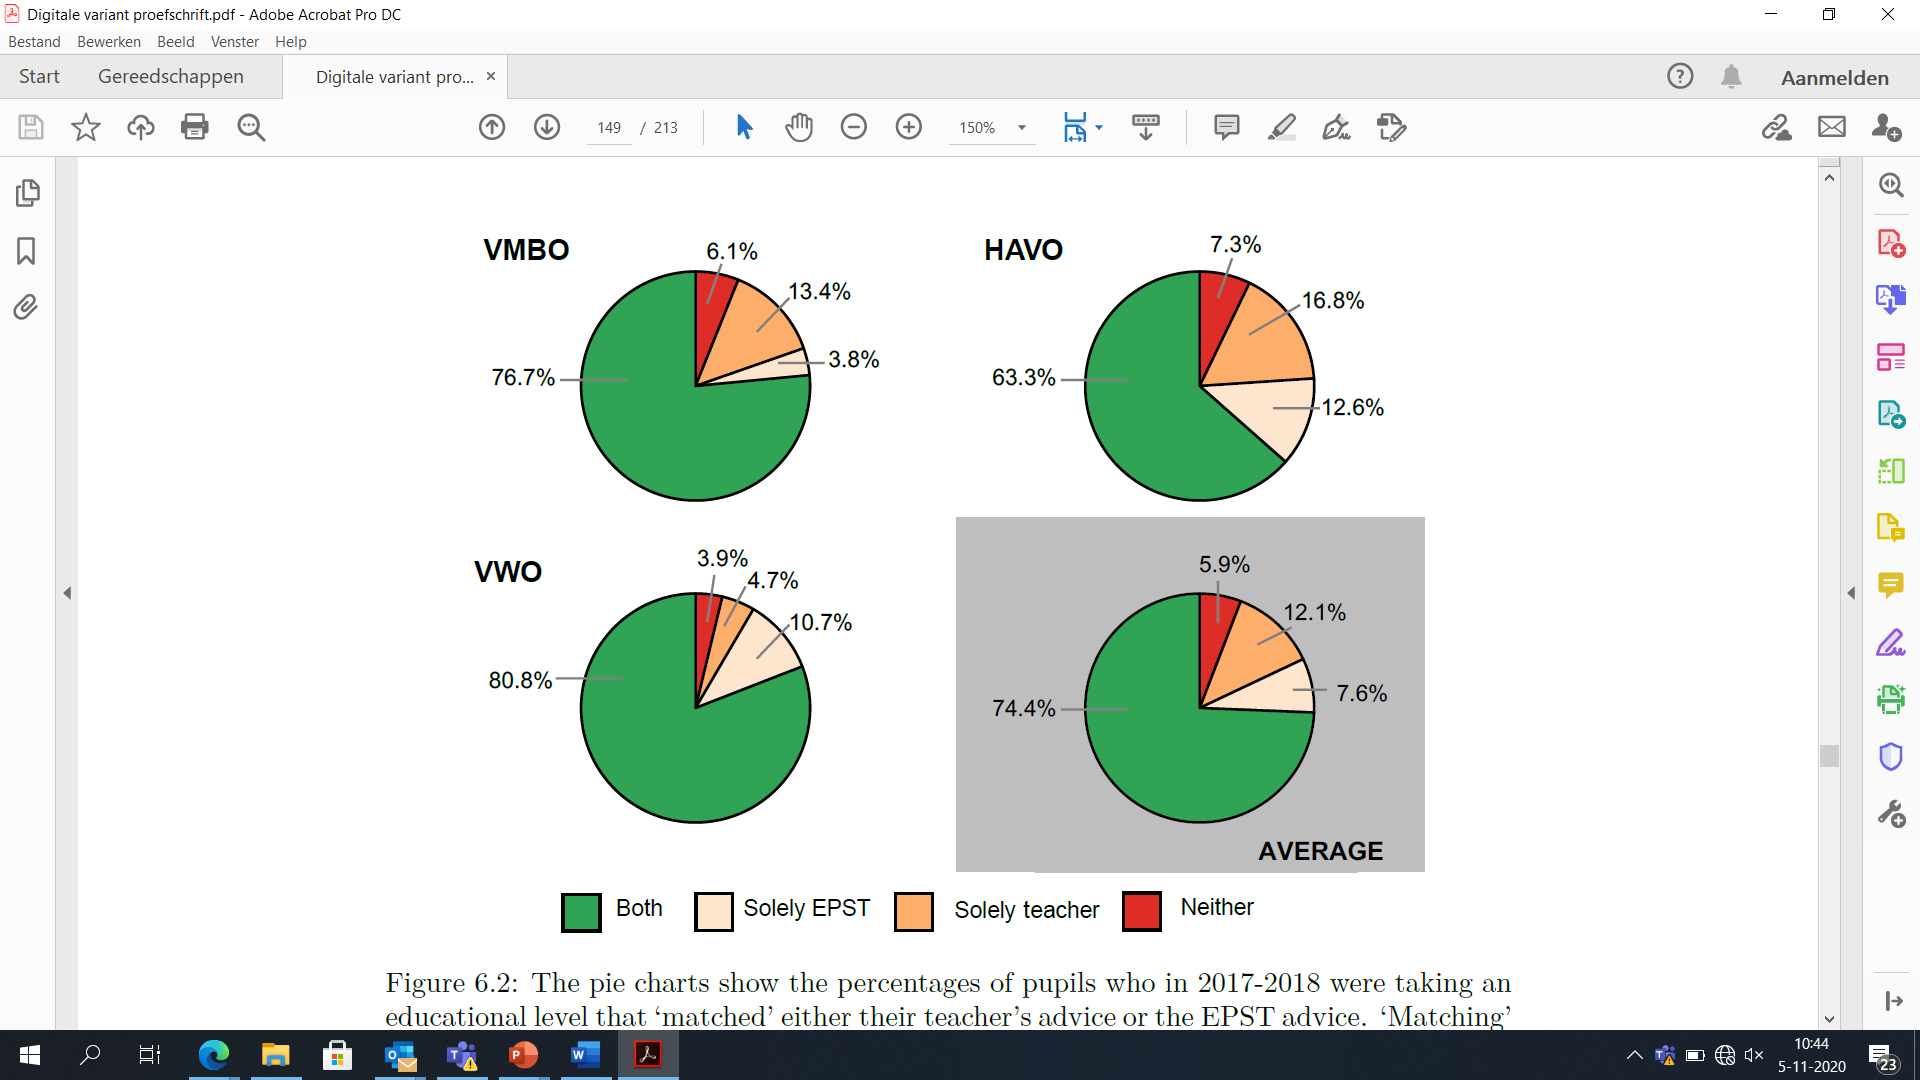 Digitale variant proefschrift.pdf - Adobe Acrobat Pro DC
Bestand Bewerken Beeld Venster Help
Start Gereedschappen Digitale variant pro... × Aanmelden
149 / 213 150%
VMBO
6.1%
13.4%
3.8%
76.7%
HAVO
7.3%
16.8%
12.6%
63.3%
VWO
3.9%
4.7%
10.7%
80.8%
5.9%
12.1%
7.6%
74.4%
AVERAGE
Both Solely EPST Solely teacher Neither
Figure 6.2: The pie charts show the percentages of pupils who in 2017-2018 were taking an
educational level that ‘matched’ either their teacher’s advice or the EPST advice. ‘Matching’
10:44
5-11-2020
23